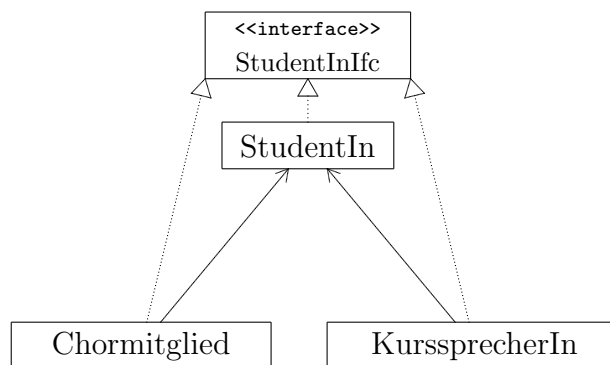 <<interface>>
StudentInIfc
StudentIn
Chormitglied
KurssprecherIn